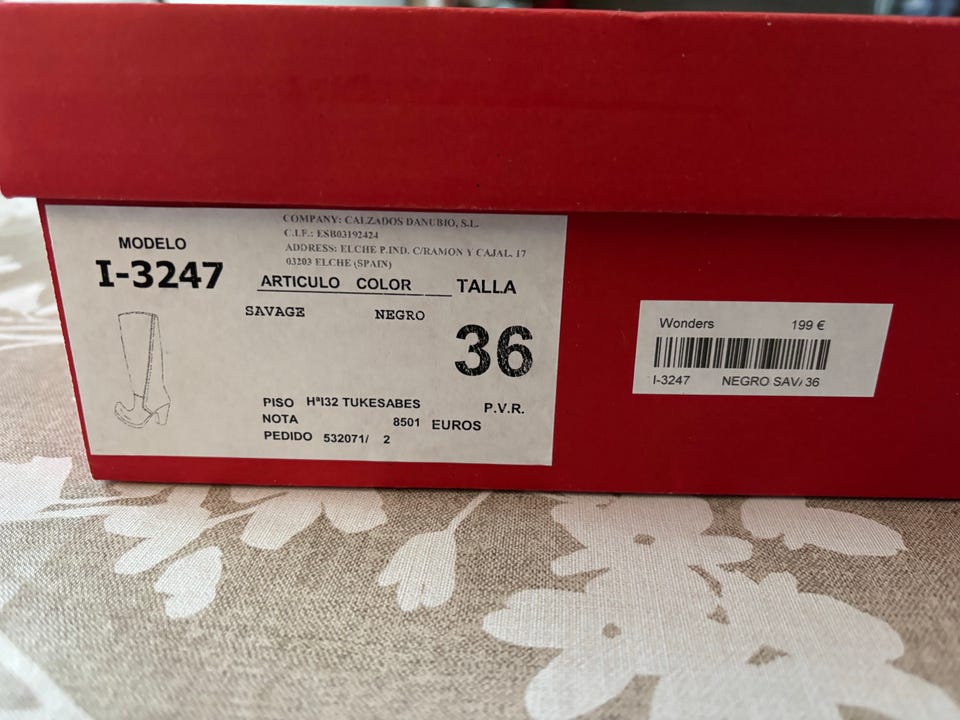 COMPANY: CALZADOS DANUBIO, S.L.
C.I.F.: ESB03192424
ADDRESS: ELCHE P.IND. C/RAMON Y CAJAL. 17
03203 ELCHE (SPAIN)
MODELO
I-3247
ARTICULO COLOR TALLA
SAVAGE NEGRO
36
PISO HªI32 TUKESABES
P.V.R.
NOTA 8501 EUROS
PEDIDO 532071/ 2
Wonders 199 €
I-3247 NEGRO SAV/ 36